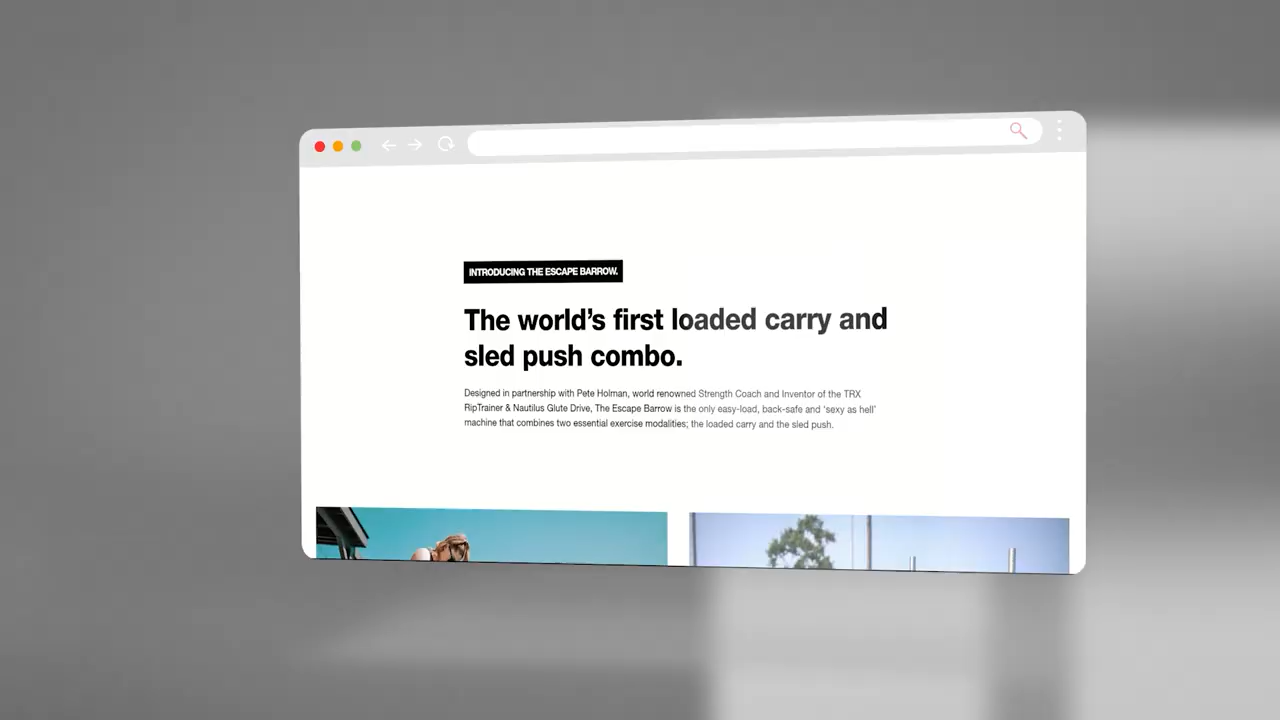 INTRODUCING THE ESCAPE BARROW.
The world’s first loaded carry and
sled push combo.
Designed in partnership with Pete Holman, world renowned Strength Coach and Inventor of the TRX
RipTrainer & Nautilus Glute Drive, The Escape Barrow is the only easy-load, back-safe and ‘sexy as hell’
machine that combines two essential exercise modalities; the loaded carry and the sled push.